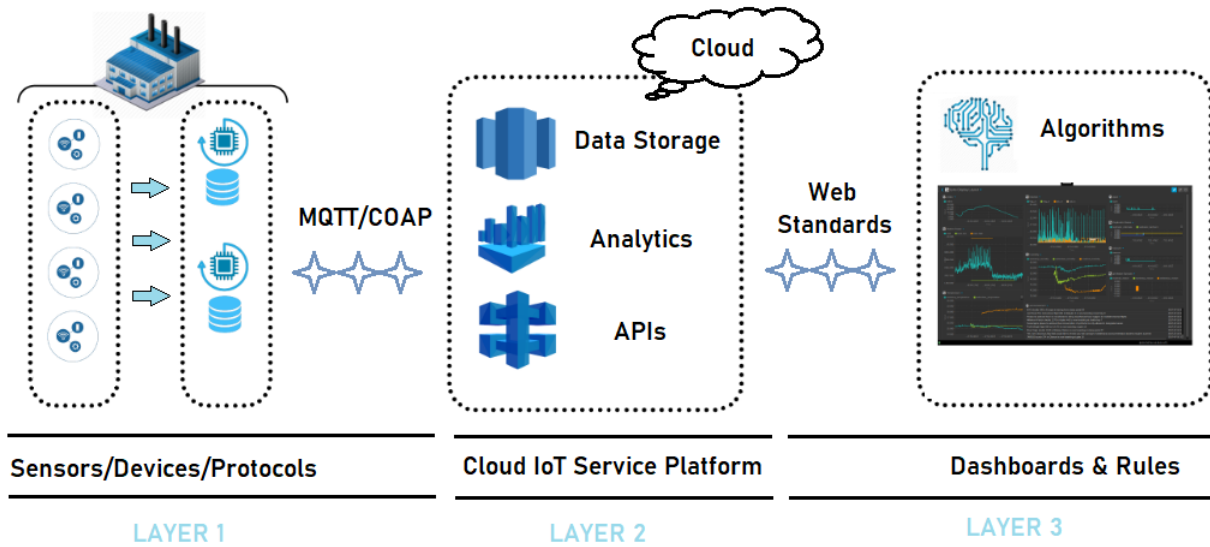 Cloud
Data Storage
Analytics
APIs
MQTT/COAP
Web
Standards
Algorithms
Sensors/Devices/Protocols
Cloud IoT Service Platform
Dashboards & Rules
LAYER 1
LAYER 2
LAYER 3